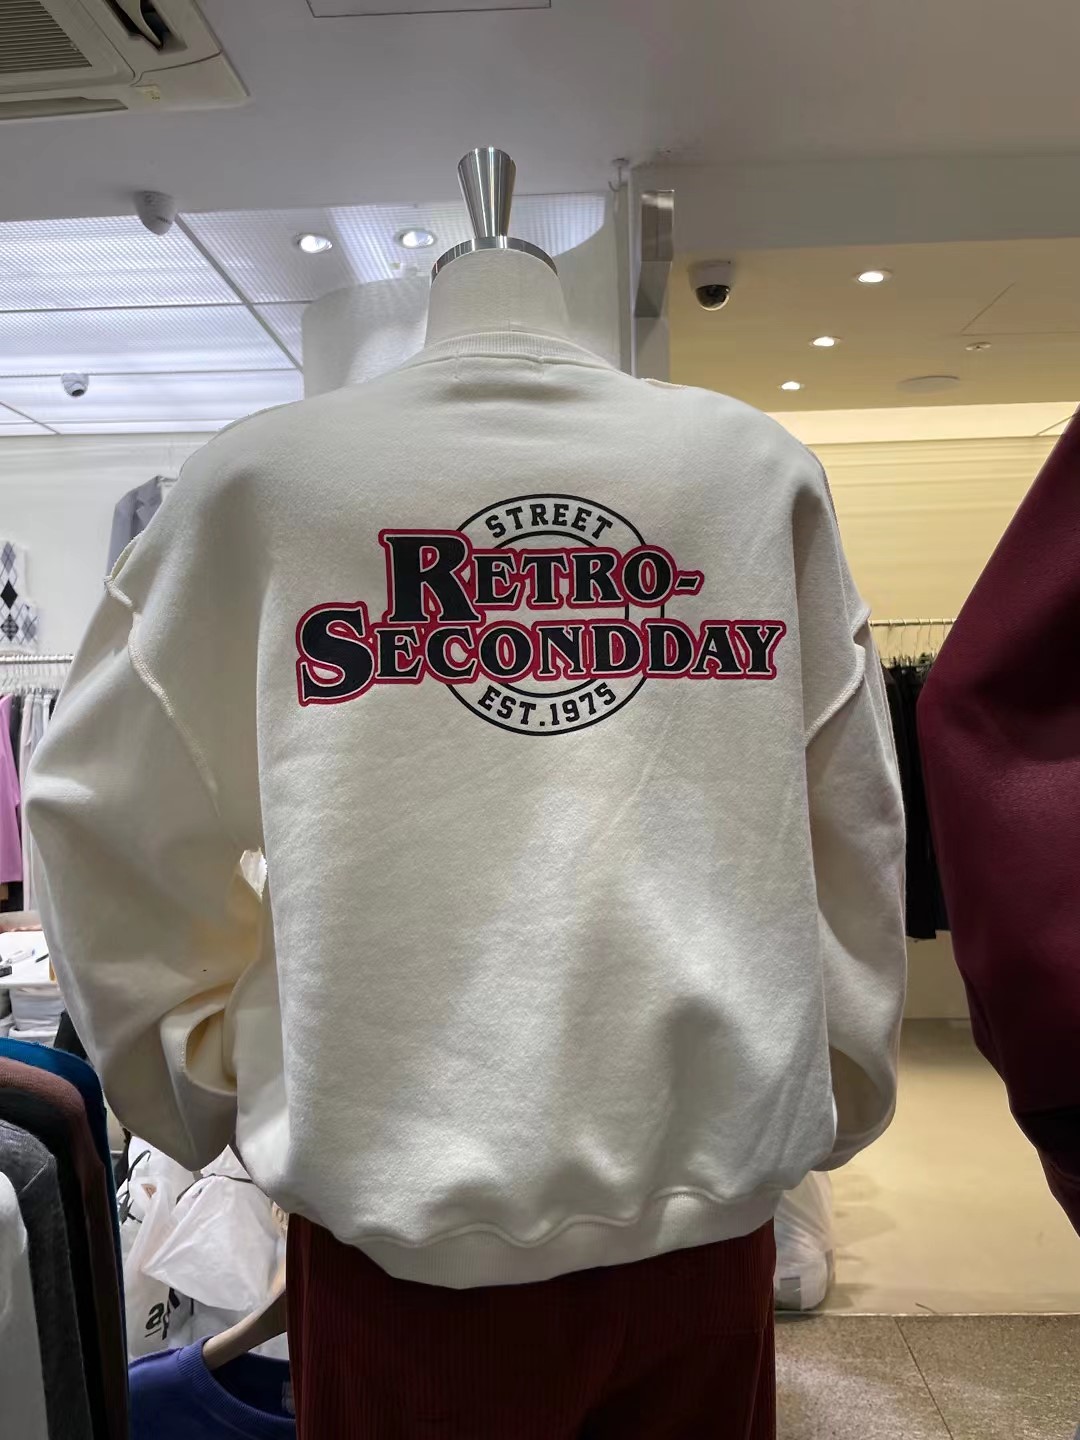 STREET
RETRO-
SECONDDAY
EST.1975